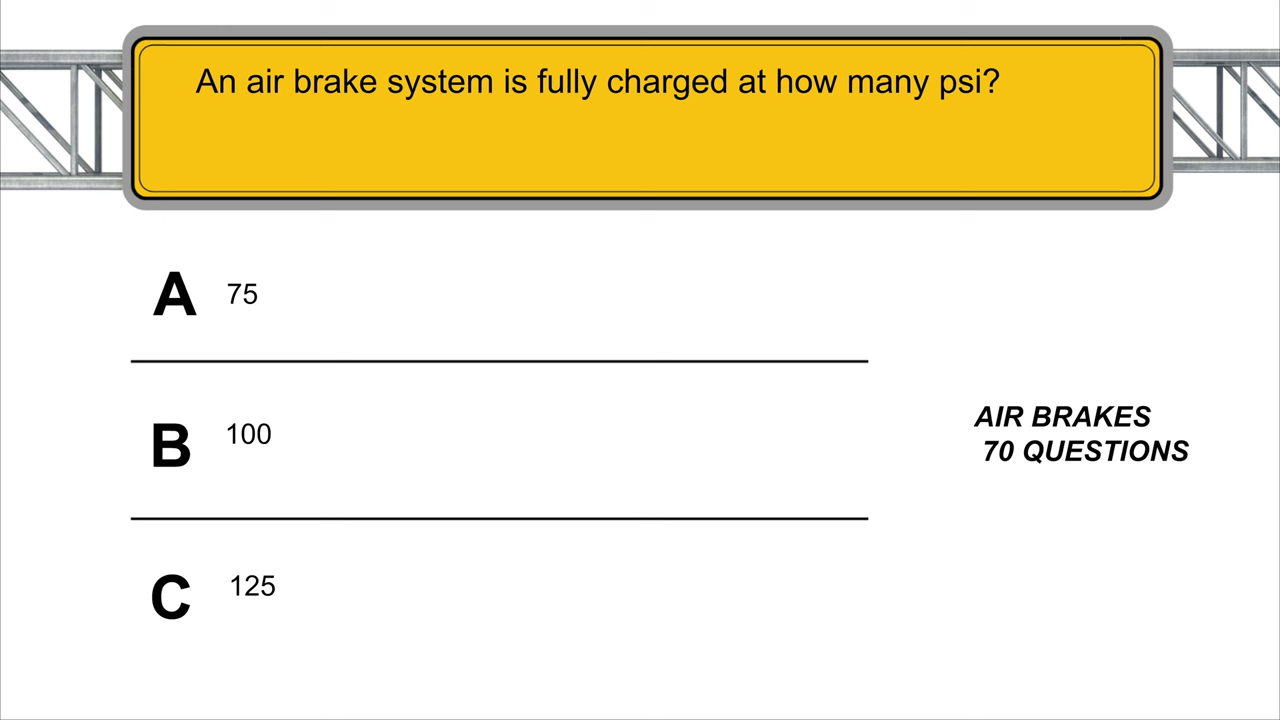 An air brake system is fully charged at how many psi?
A 75
B 100
AIR BRAKES
70 QUESTIONS
C 125